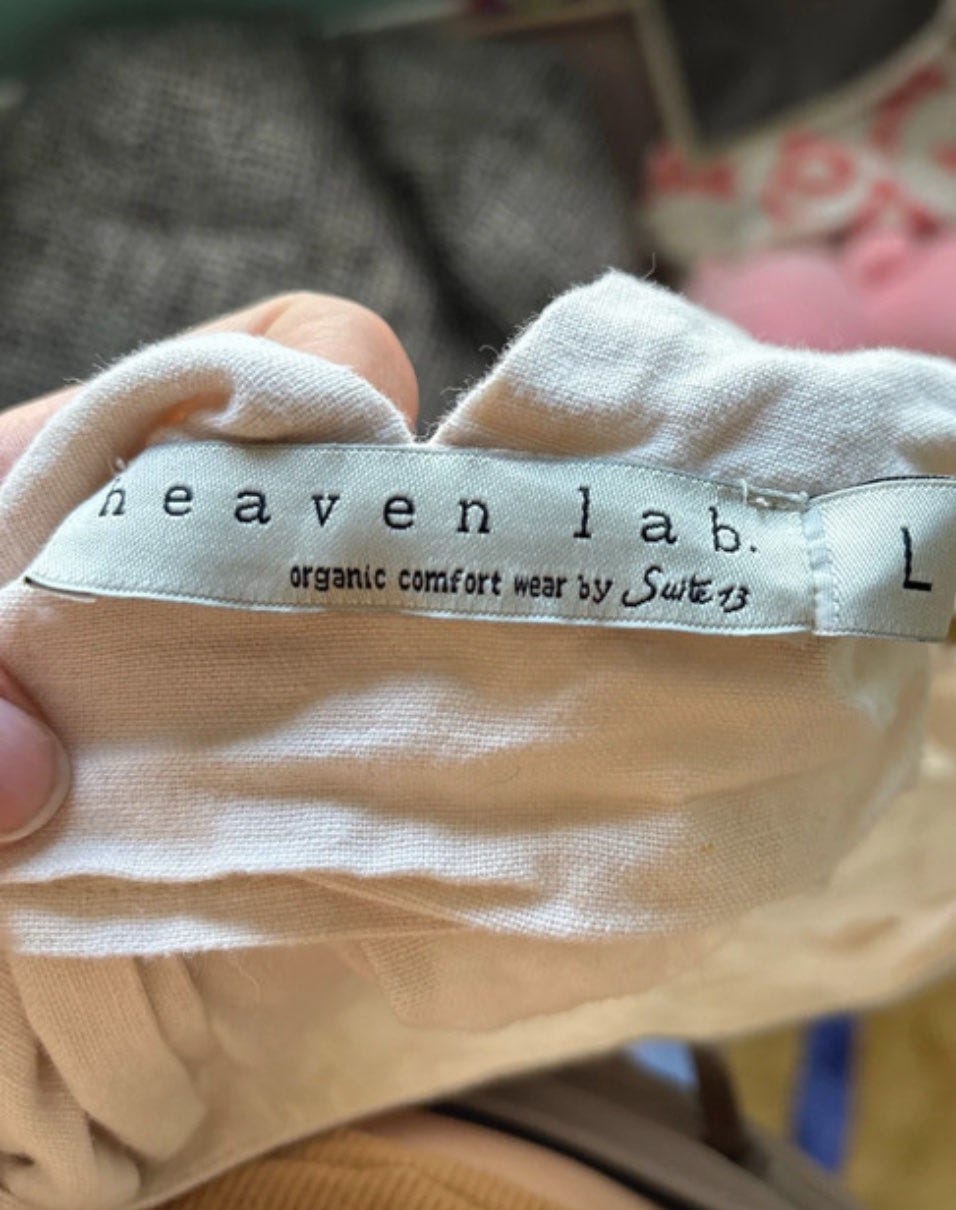 heaven lab.
organic comfort wear by Suite 13
L